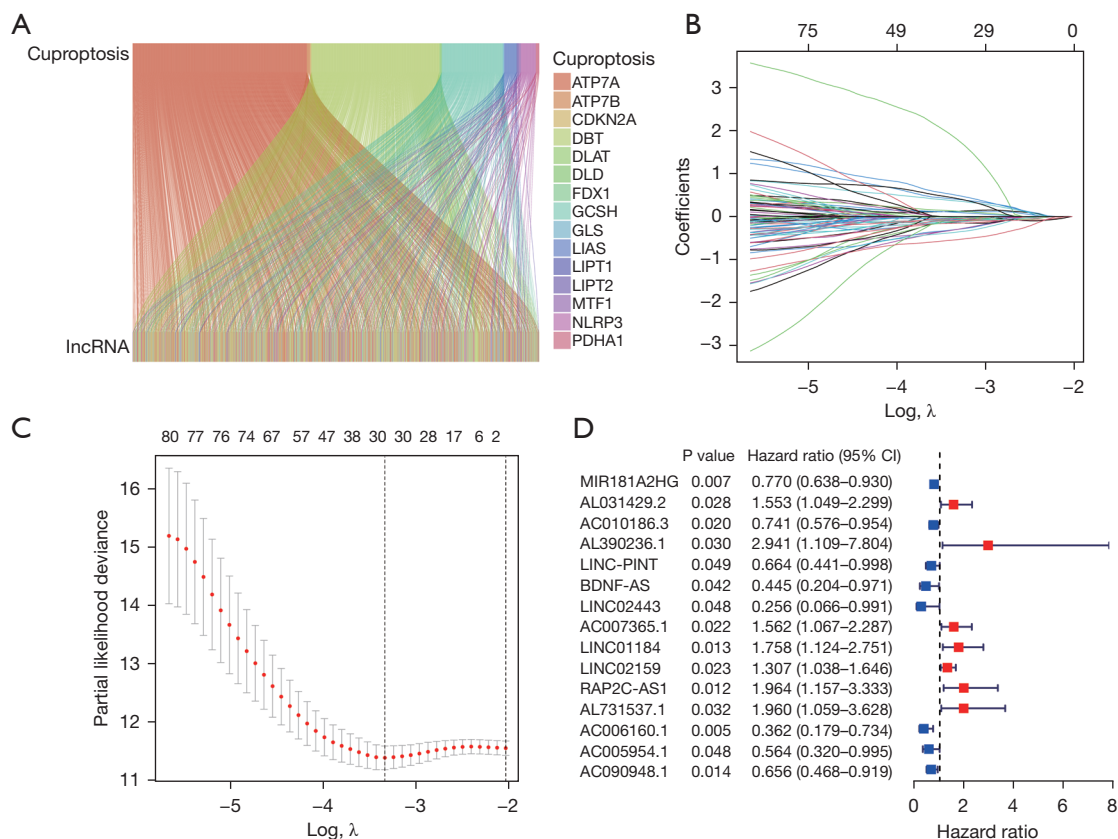 A
Cuproptosis
lncRNA
Cuproptosis
ATP7A
ATP7B
CDKN2A
DBT
DLAT
DLD
FDX1
GCSH
GLS
LIAS
LIPT1
LIPT2
MTF1
NLRP3
PDHA1
B
75 49 29 0
Coefficients
3
2
1
0
−1
−2
−3
−5 −4 −3 −2
Log, λ
C
80 77 76 74 67 57 47 38 30 30 28 17 6 2
Partial likelihood deviance
16
15
14
13
12
11
−5 −4 −3 −2
Log, λ
D
P value Hazard ratio (95% CI)
MIR181A2HG 0.007 0.770 (0.638–0.930)
AL031429.2 0.028 1.553 (1.049–2.299)
AC010186.3 0.020 0.741 (0.576–0.954)
AL390236.1 0.030 2.941 (1.109–7.804)
LINC-PINT 0.049 0.664 (0.441–0.998)
BDNF-AS 0.042 0.445 (0.204–0.971)
LINC02443 0.048 0.256 (0.066–0.991)
AC007365.1 0.022 1.562 (1.067–2.287)
LINC01184 0.013 1.758 (1.124–2.751)
LINC02159 0.023 1.307 (1.038–1.646)
RAP2C-AS1 0.012 1.964 (1.157–3.333)
AL731537.1 0.032 1.960 (1.059–3.628)
AC006160.1 0.005 0.362 (0.179–0.734)
AC005954.1 0.048 0.564 (0.320–0.995)
AC090948.1 0.014 0.656 (0.468–0.919)
0 2 4 6 8
Hazard ratio